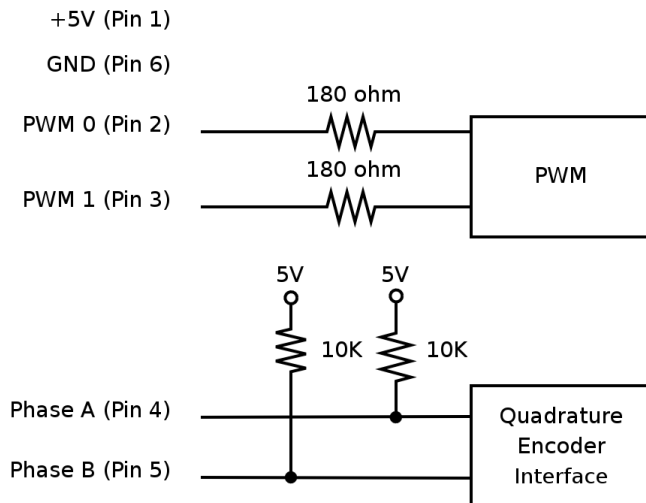 +5V (Pin 1)
GND (Pin 6)
180 ohm
PWM 0 (Pin 2)
180 ohm
PWM 1 (Pin 3)
PWM
5V
5V
10K
10K
Phase A (Pin 4)
Phase B (Pin 5)
Quadrature
Encoder
Interface